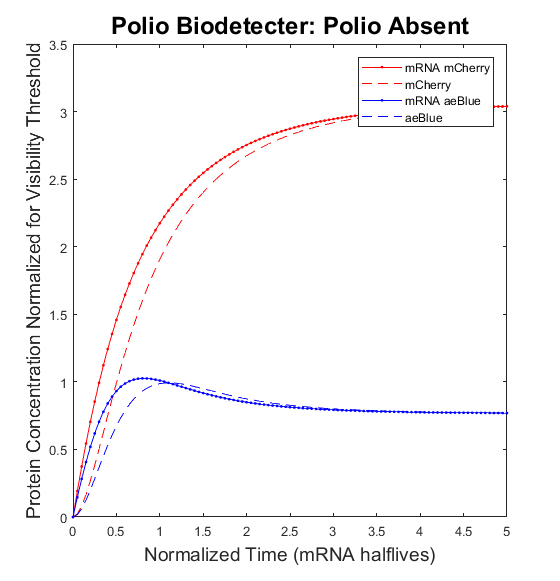 Polio Biodetecter: Polio Absent
Protein Concentration Normalized for Visibility Threshold
3.5
3
2.5
2
1.5
1
0.5
0
mRNA mCherry
mCherry
mRNA aeBlue
aeBlue
0 0.5 1 1.5 2 2.5 3 3.5 4 4.5 5
Normalized Time (mRNA halflives)